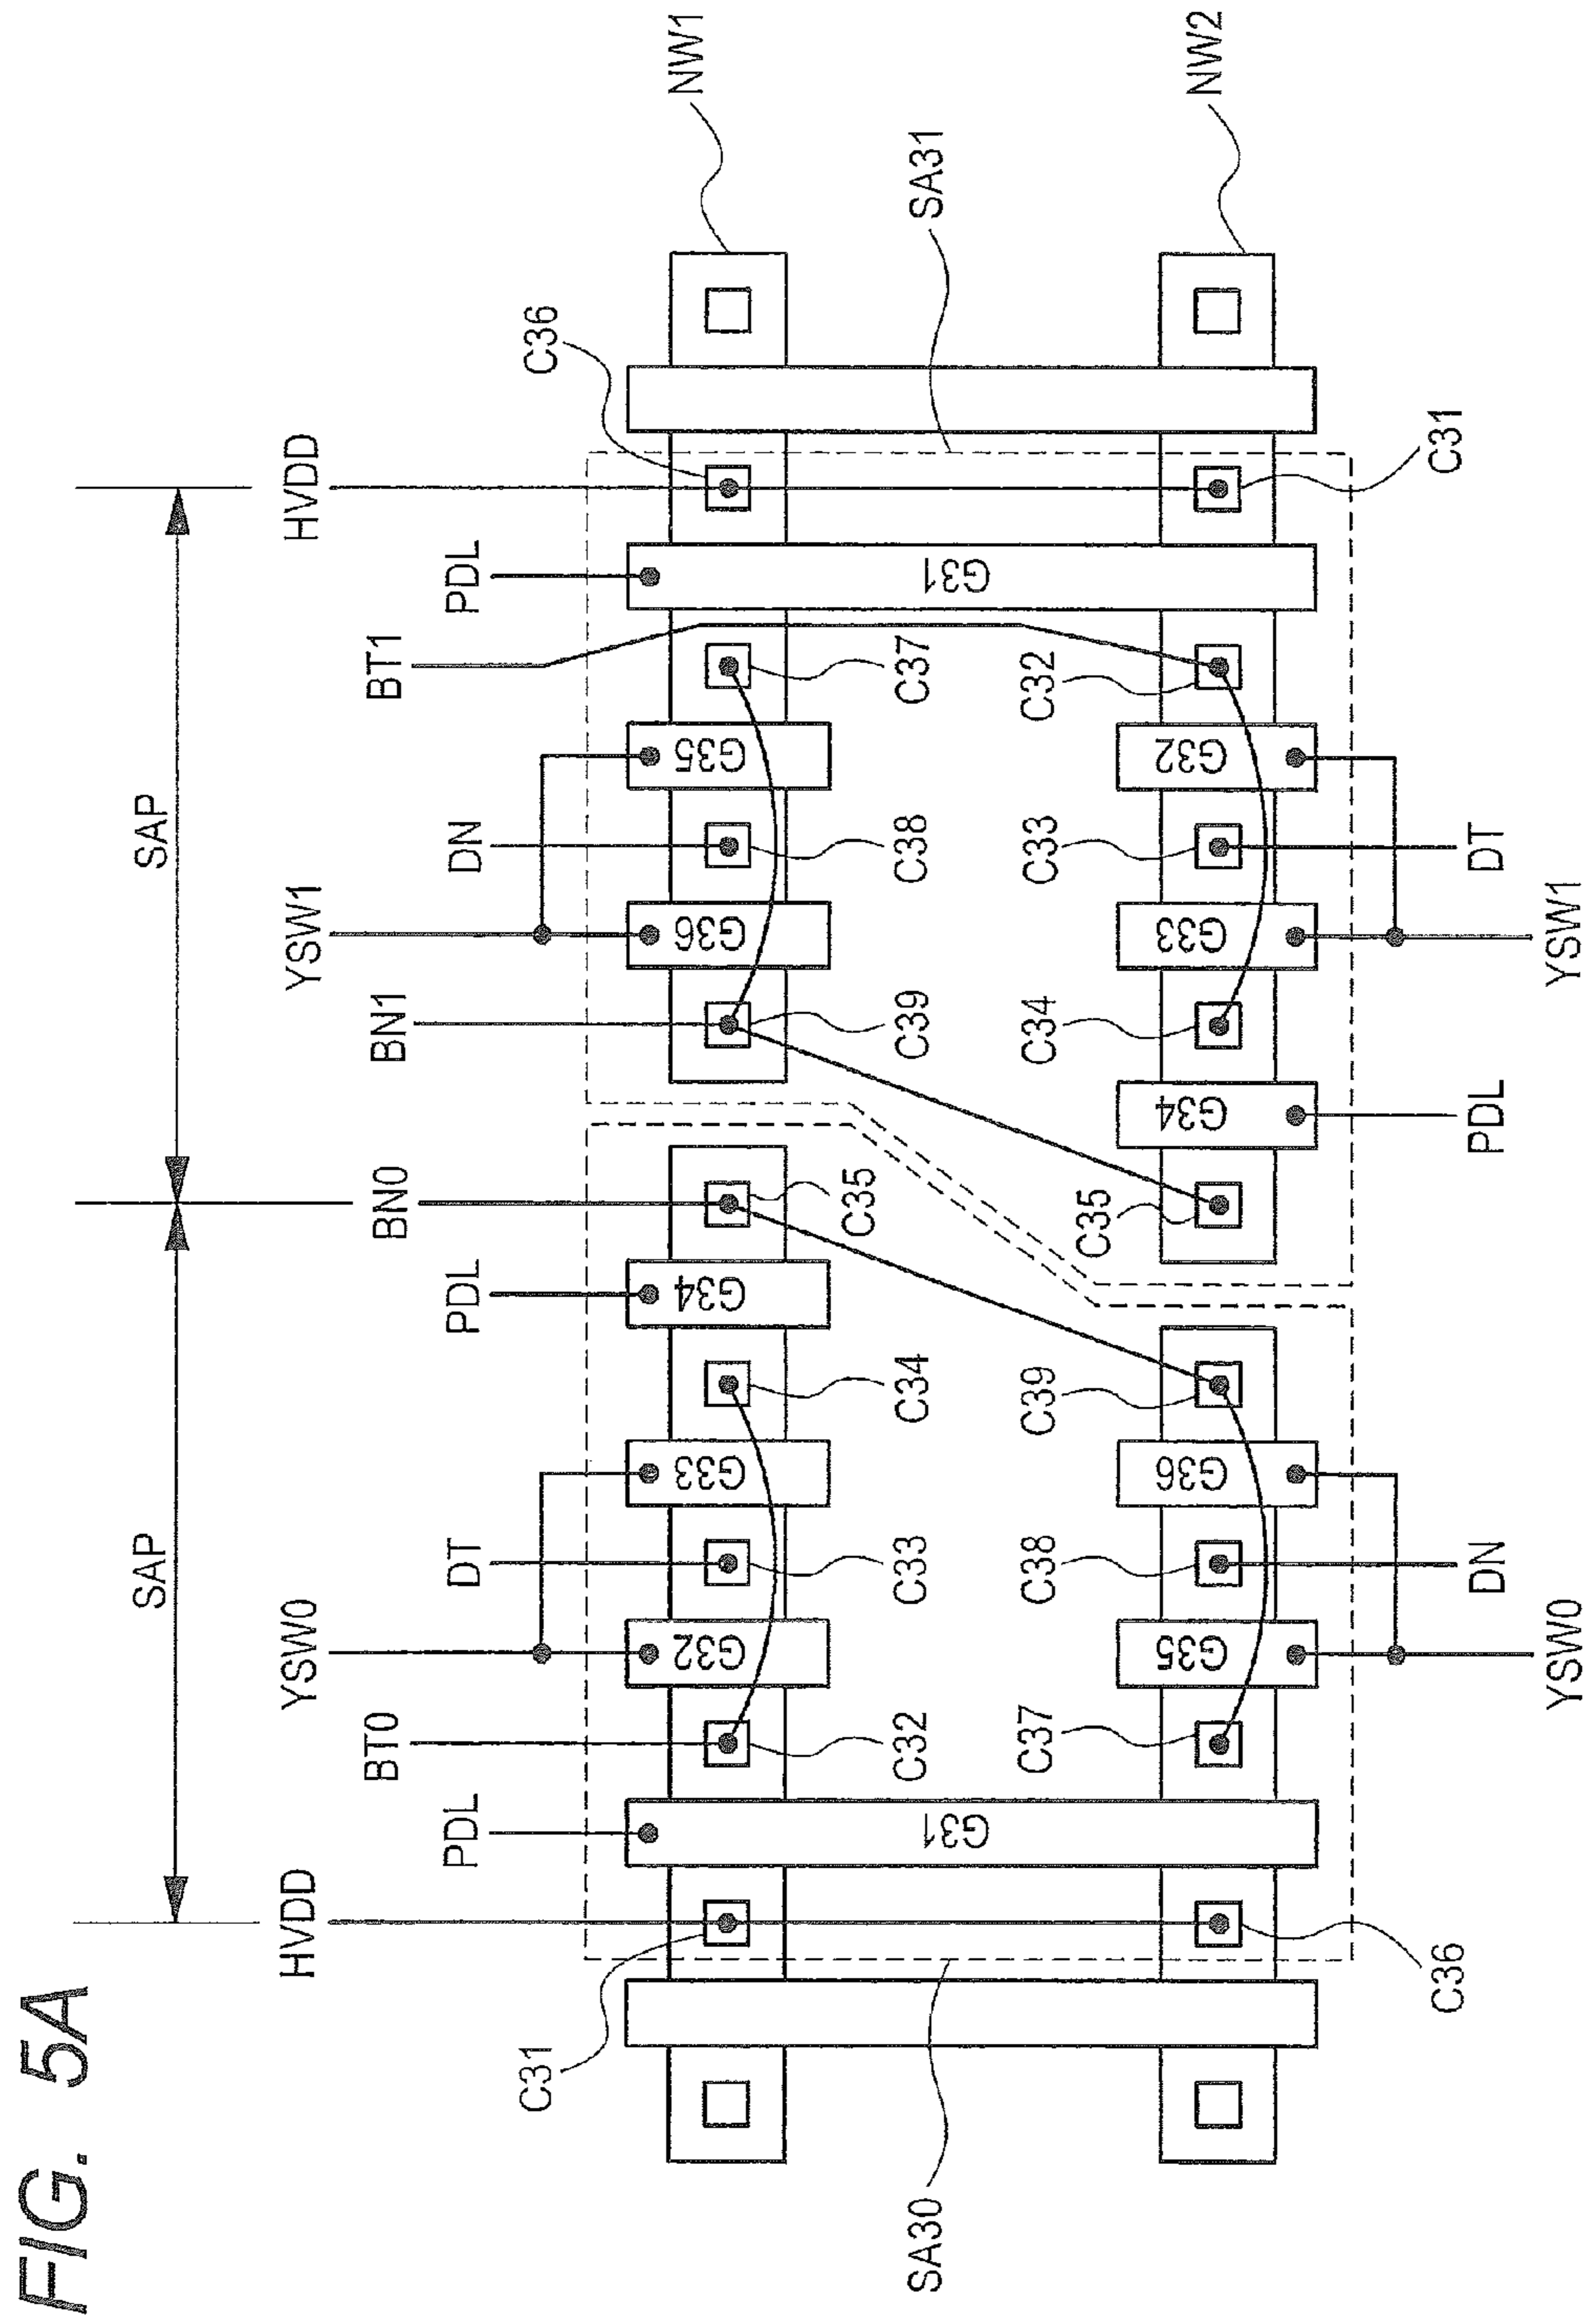 FIG. 5A
SAP
SAP
HVDD
YSW0
YSW1
HVDD
BT0
BN0
BN1
BT1
PDL
DT
PDL
DN
PDL
C31
C36
NW1
G32
G33
G34
G36
G35
C35
C32
C33
C34
C39
C38
C37
SA30
SA31
G31
G31
C37
C38
C39
C34
C33
C32
C35
G35
G36
G34
G33
G32
NW2
C36
C31
DN
PDL
DT
YSW0
YSW1